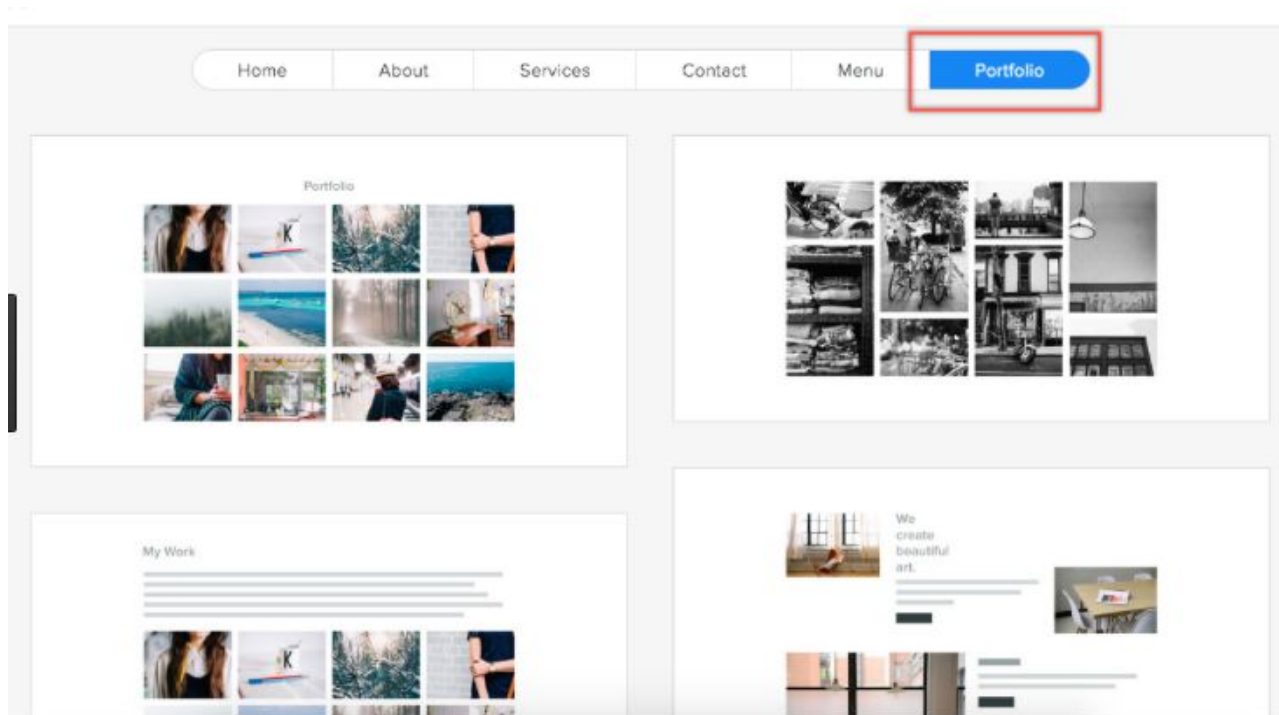 Home About Services Contact Menu Portfolio
Portfolio
K
My Work
K
We
create
beautiful
art.